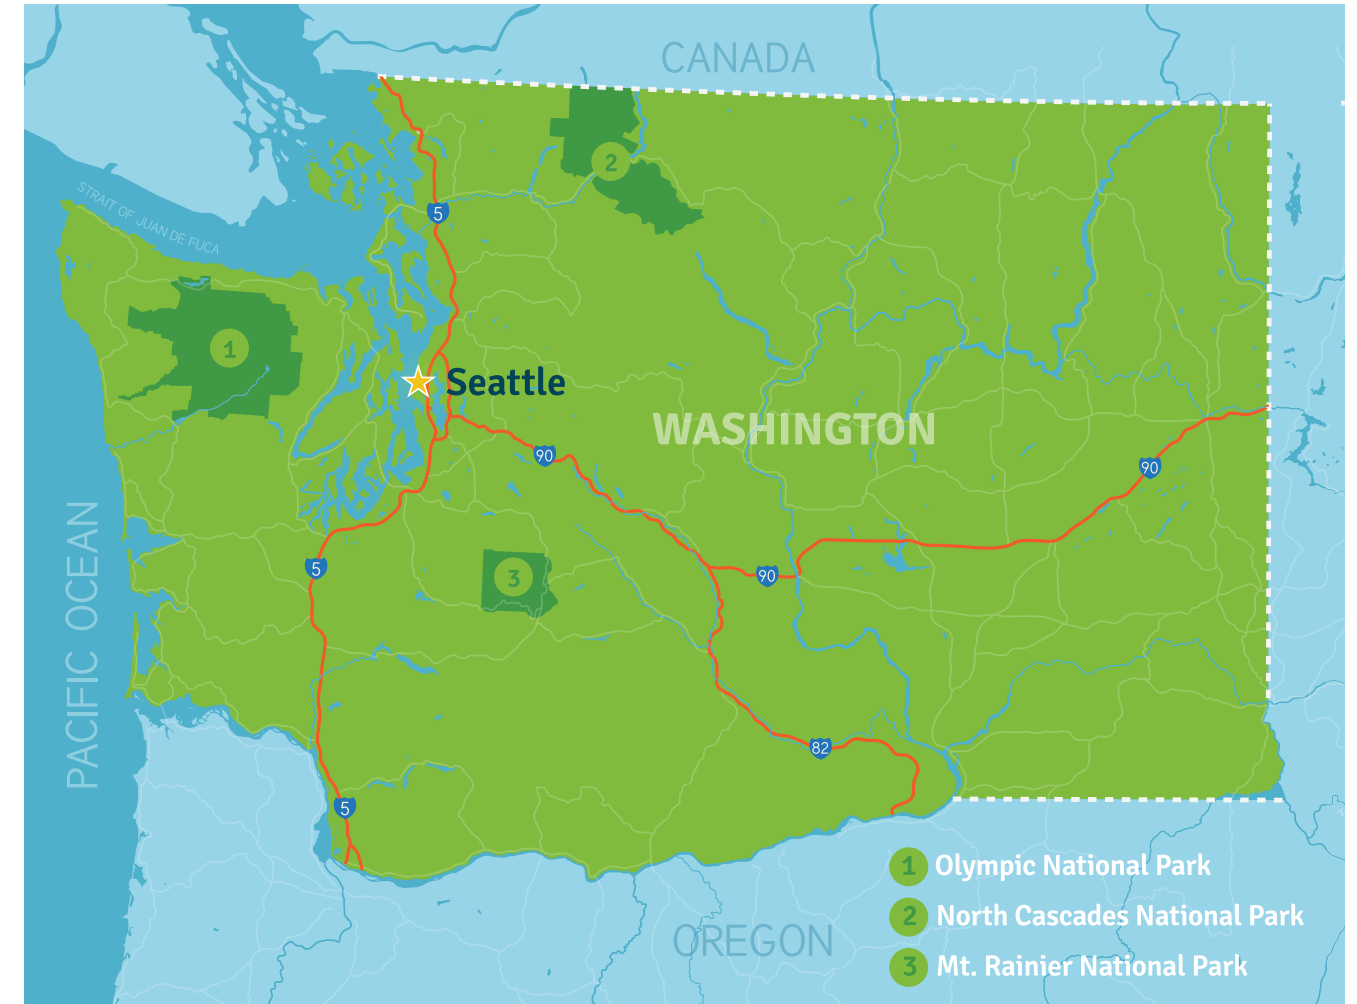 CANADA
2
STRAIT OF JUAN DE FUCA
5
1
Seattle
WASHINGTON
90
90
PACIFIC OCEAN
5
3
90
82
5
1 Olympic National Park
2 North Cascades National Park
OREGON
3 Mt. Rainier National Park